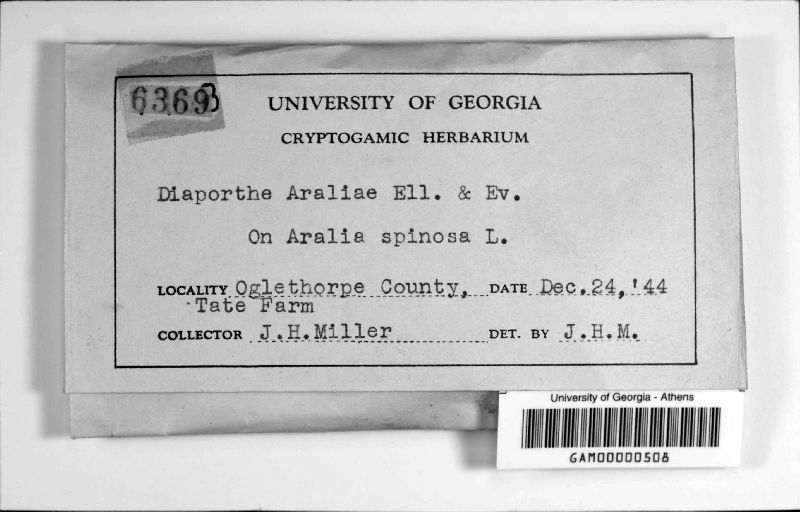 6369B
UNIVERSITY OF GEORGIA
CRYPTOGAMIC HERBARIUM
Diaporthe Araliae Ell. & Ev.
On Aralia spinosa L.
LOCALITY Oglethorpe County, DATE Dec.24,'44
Tate Farm
COLLECTOR J.H.Miller DET. BY J.H.M.
University of Georgia - Athens
GAM00000508